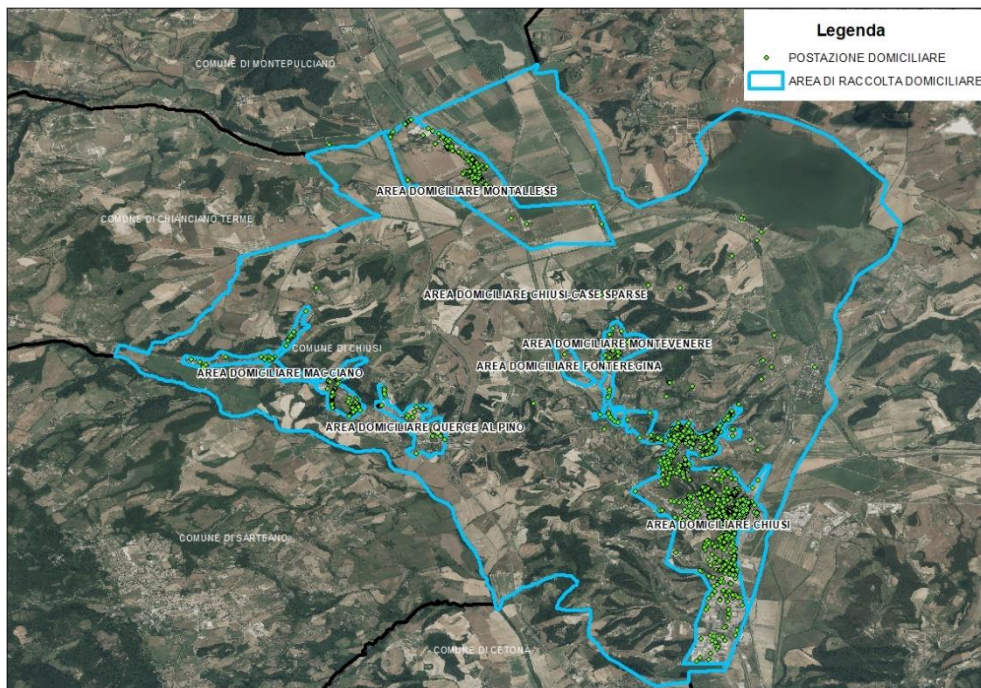 Legenda
POSTAZIONE DOMICILIARE
AREA DI RACCOLTA DOMICILIARE
COMUNE DI MONTEPULCIANO
AREA DOMICILIARE MONTALLESE
COMUNE DI CHIANCIANO TERME
AREA DOMICILIARE CHIUSI-CASE SPARSE
COMUNE DI CHIUSI
AREA DOMICILIARE MONTEVENERE
AREA DOMICILIARE FONTEREGINA
AREA DOMICILIARE MACCIANO
AREA DOMICILIARE QUERCE AL PINO
AREA DOMICILIARE CHIUSI
COMUNE DI SARTEANO
COMUNE DI CETONA